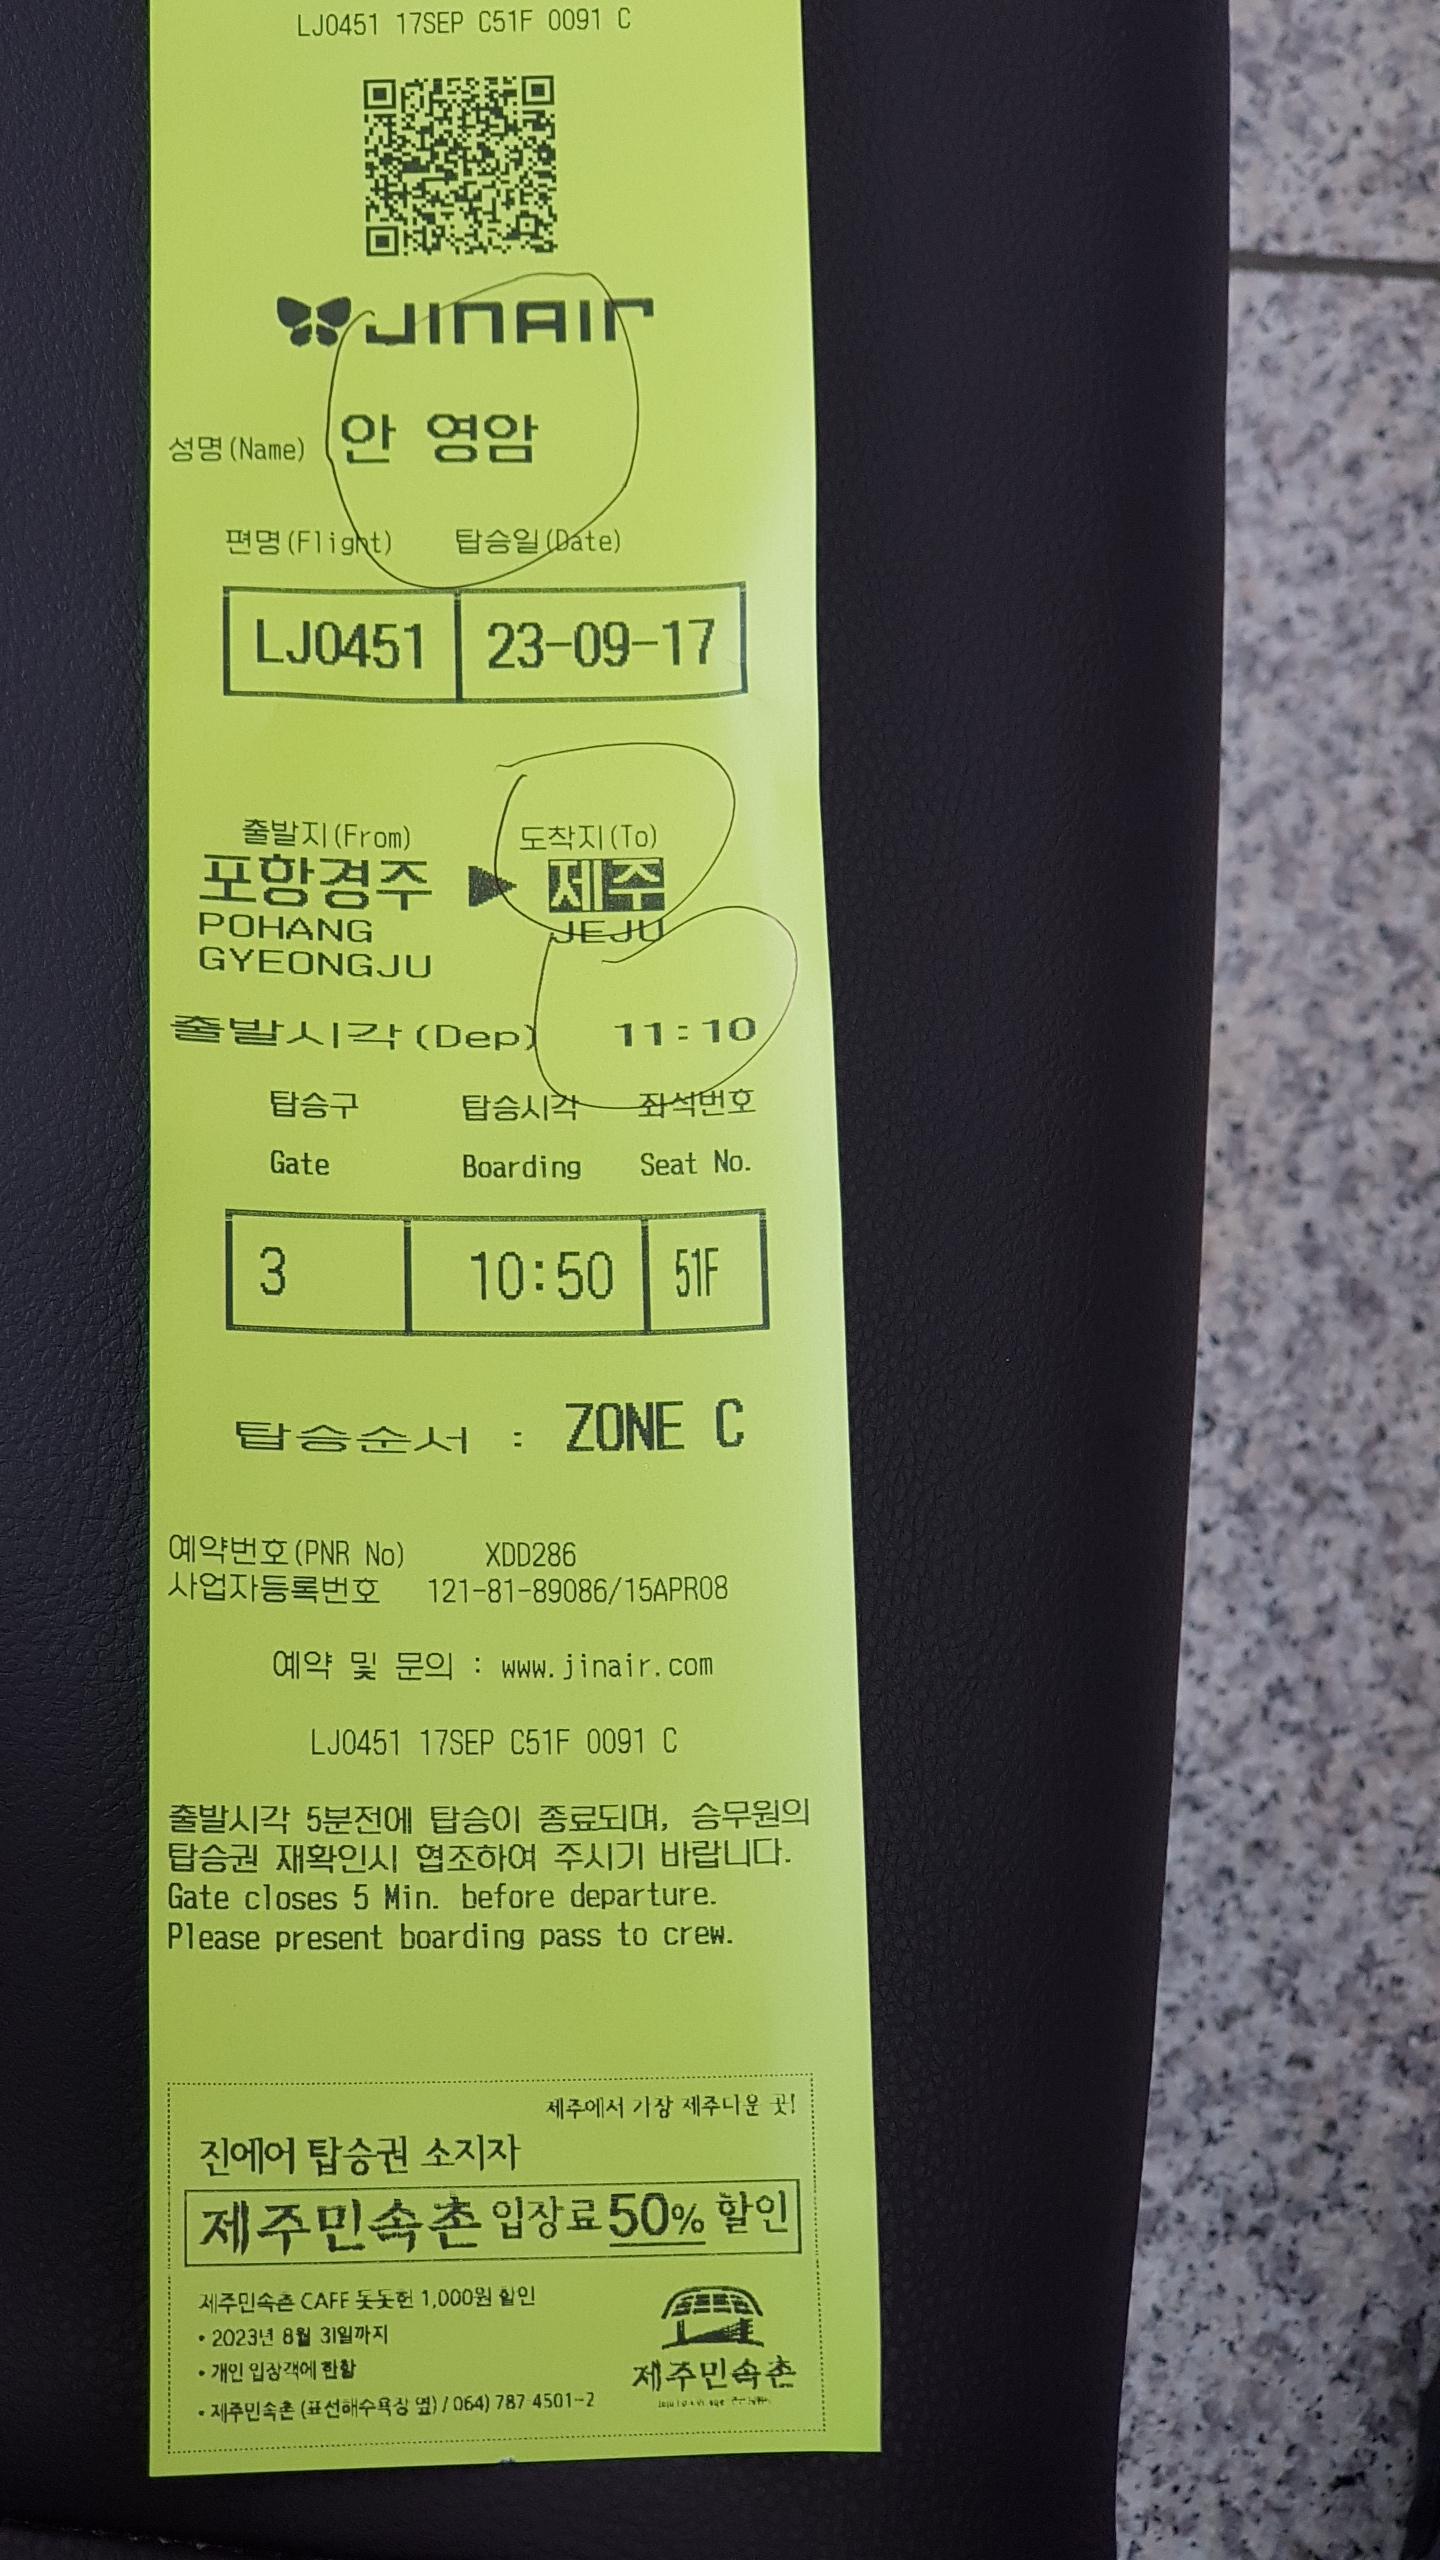 LJ0451 17SEP C51F 0091 C
JINAIR
성명(Name) 안 영암
편명(Flight) 탑승일(Date)
LJ0451 23-09-17
출발지(From) 도착지(To)
포항경주 ▶ 제주
POHANG JEJU
GYEONGJU
출발시각(Dep) 11:10
탑승구 탑승시각 좌석번호
Gate Boarding Seat No.
3 10:50 51F
탑승순서 : ZONE C
예약번호(PNR No) XDD286
사업자등록번호 121-81-89086/15APR08
예약 및 문의 : www.jinair.com
LJ0451 17SEP C51F 0091 C
출발시각 5분전에 탑승이 종료되며, 승무원의
탑승권 재확인시 협조하여 주시기 바랍니다.
Gate closes 5 Min. before departure.
Please present boarding pass to crew.
제주에서 가장 제주다운 곳!
진에어 탑승권 소지자
제주민속촌 입장료 50% 할인
제주민속촌 CAFE 돗돗헌 1,000원 할인
• 2023년 8월 31일까지
• 개인 입장객에 한함
• 제주민속촌 (표선해수욕장 옆) / 064) 787-4501~2
제주민속촌